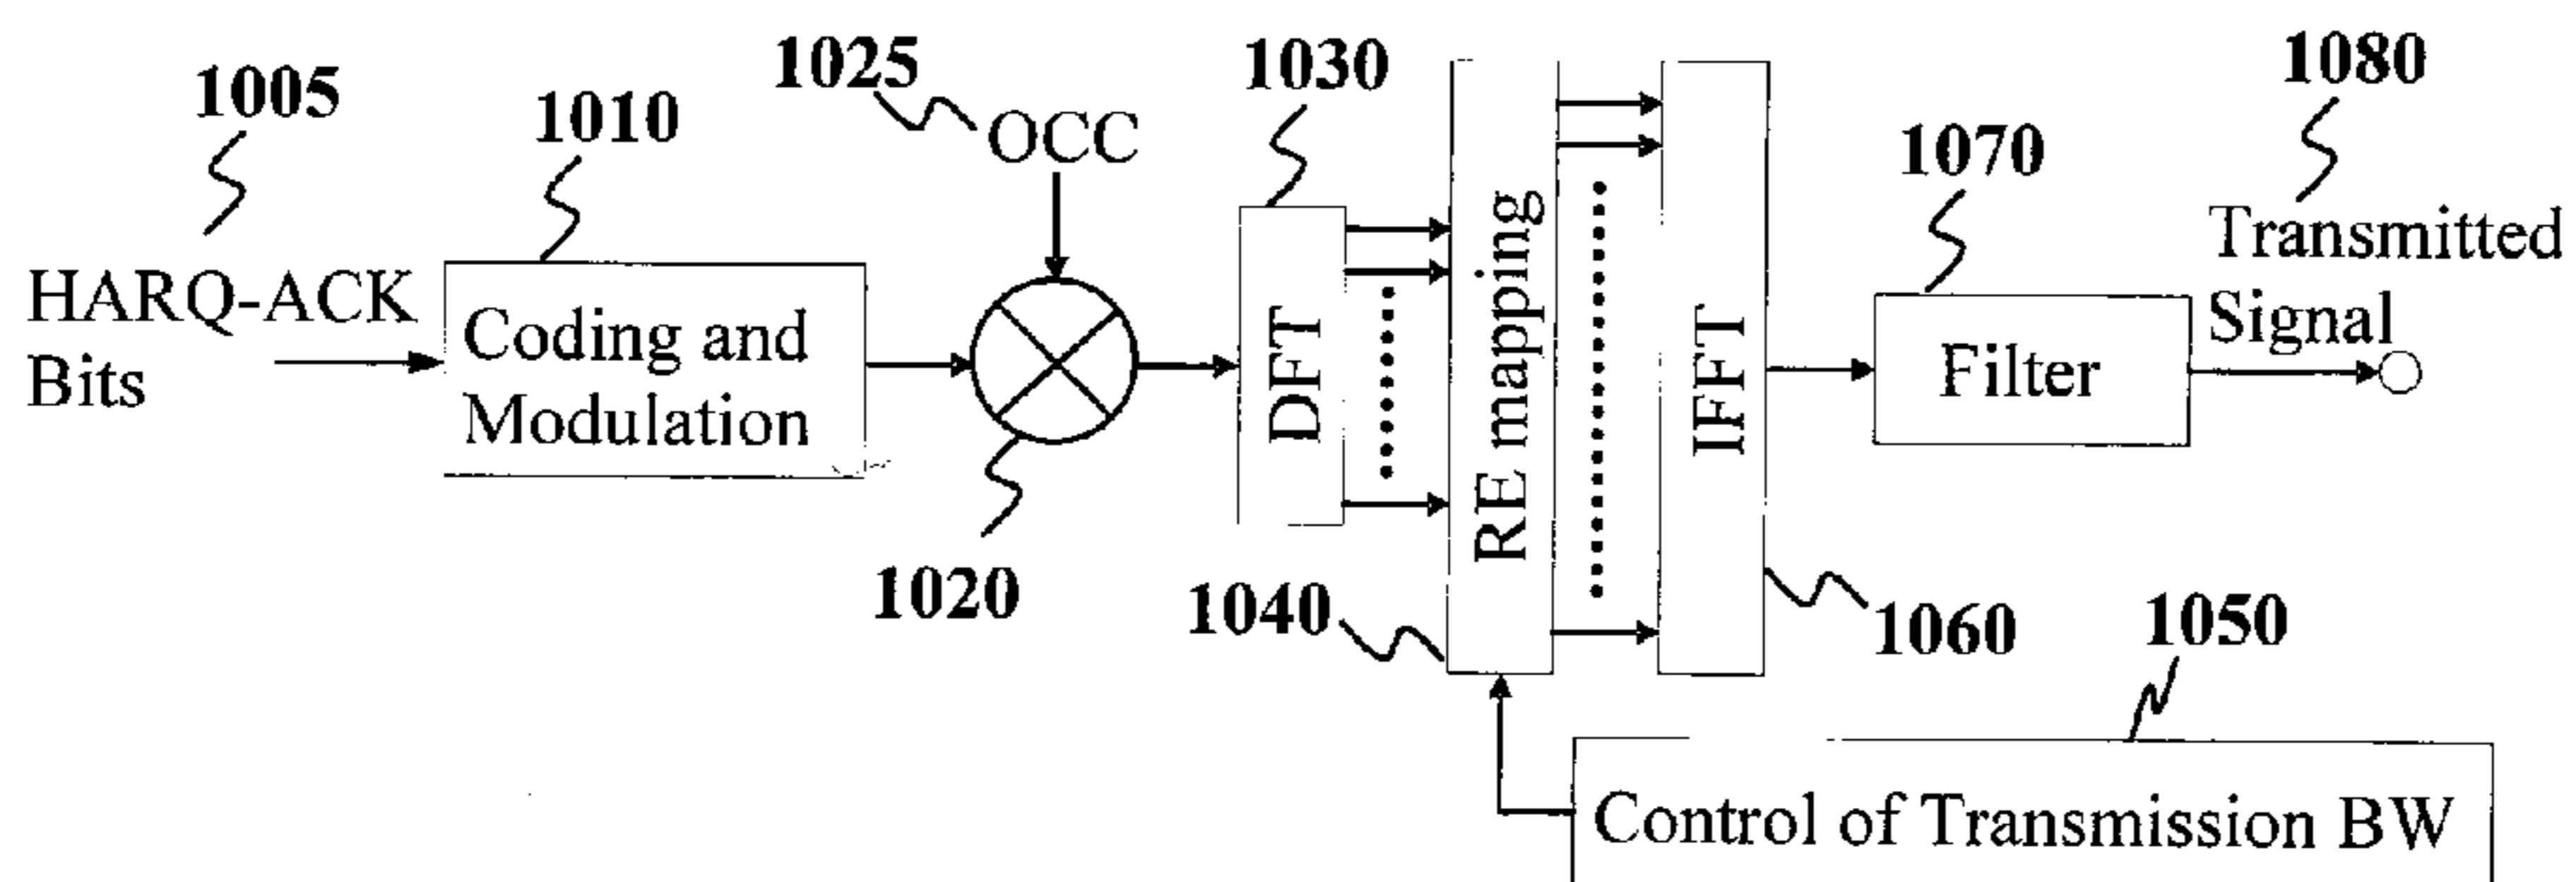 1005
1010
1025
OCC
1030
1080
1070
Transmitted
Signal
HARQ-ACK
Bits
Coding and
Modulation
DFT
RE mapping
IFFT
Filter
1020
1040
1060
1050
Control of Transmission BW